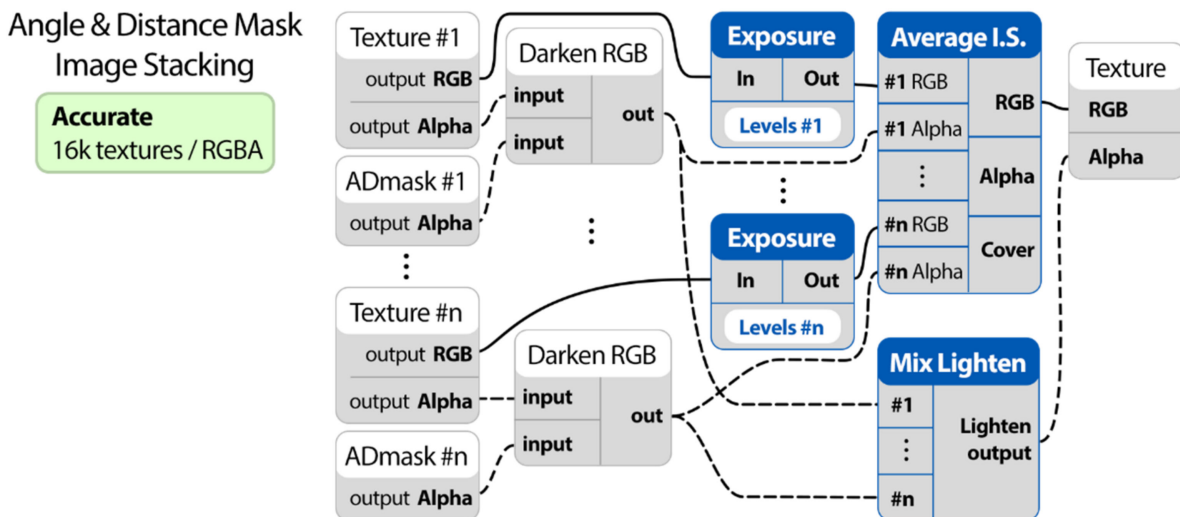 Angle & Distance Mask
Image Stacking
Accurate
16k textures / RGBA
Texture #1
output RGB
output Alpha
ADmask #1
output Alpha
⋮
Texture #n
output RGB
output Alpha
ADmask #n
output Alpha
Darken RGB
input
input
out
⋮
Darken RGB
input
input
out
Exposure
In
Out
Levels #1
⋮
Exposure
In
Out
Levels #n
Average I.S.
#1 RGB
#1 Alpha
⋮
#n RGB
#n Alpha
RGB
Alpha
Cover
Mix Lighten
#1
⋮
#n
Lighten
output
Texture
RGB
Alpha